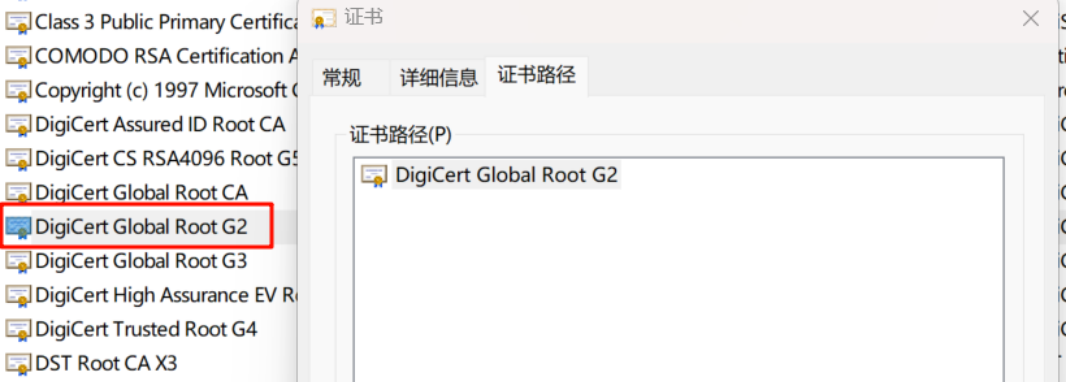 Class 3 Public Primary Certifica
COMODO RSA Certification A
Copyright (c) 1997 Microsoft C
DigiCert Assured ID Root CA
DigiCert CS RSA4096 Root G5
DigiCert Global Root CA
DigiCert Global Root G2
DigiCert Global Root G3
DigiCert High Assurance EV Ro
DigiCert Trusted Root G4
DST Root CA X3
证书
常规 详细信息 证书路径
证书路径(P)
DigiCert Global Root G2